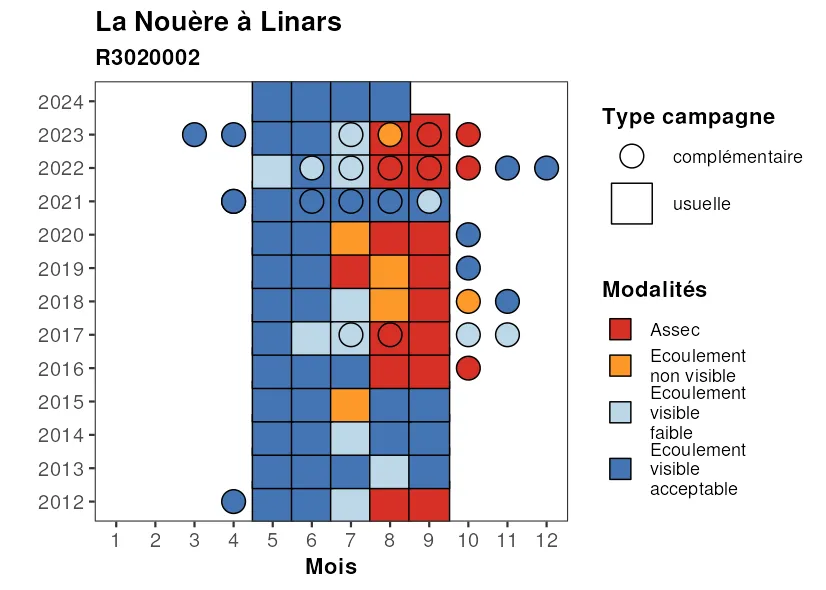 La Nouère à Linars
R3020002
2024
2023
2022
2021
2020
2019
2018
2017
2016
2015
2014
2013
2012
1 2 3 4 5 6 7 8 9 10 11 12
Mois
Type campagne
complémentaire
usuelle
Modalités
Assec
Ecoulement
non visible
Ecoulement
visible
faible
Ecoulement
visible
acceptable